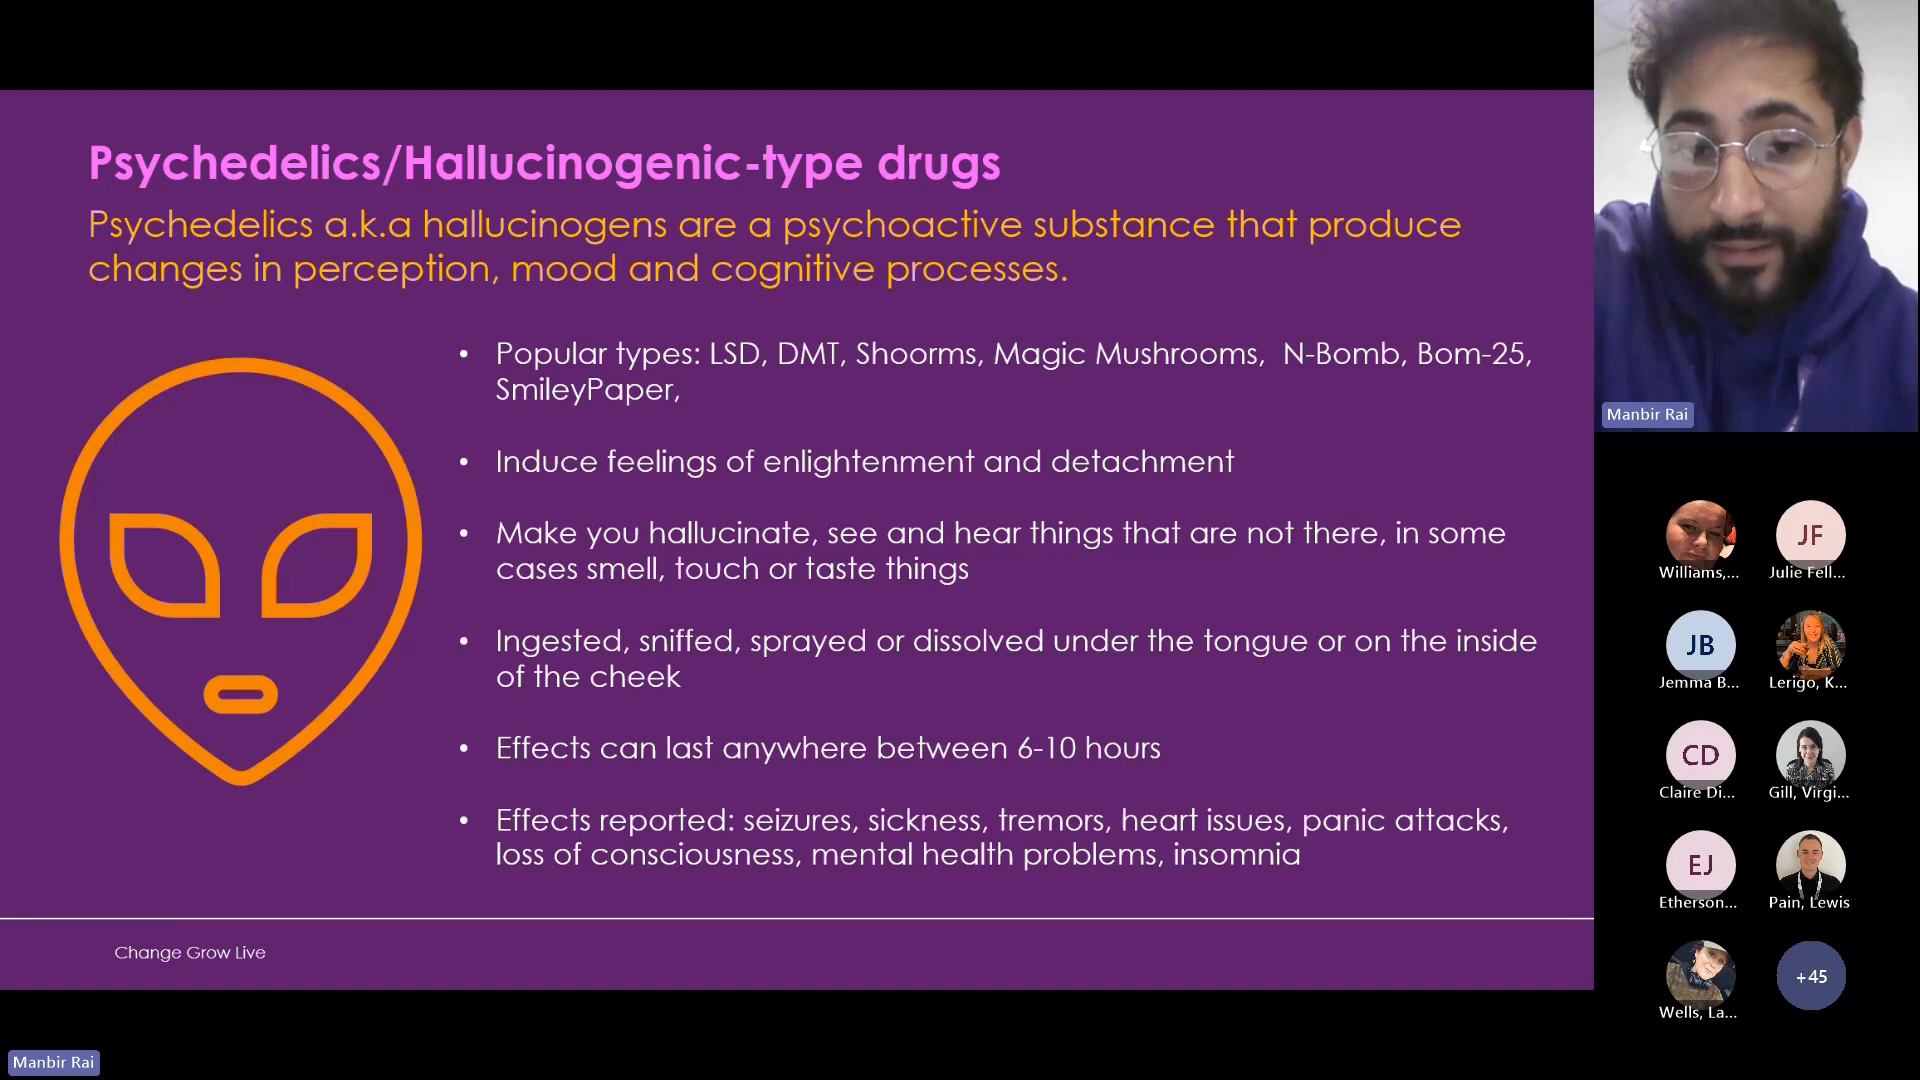 Psychedelics/Hallucinogenic-type drugs
Psychedelics a.k.a hallucinogens are a psychoactive substance that produce
changes in perception, mood and cognitive processes.
• Popular types: LSD, DMT, Shoorms, Magic Mushrooms,  N-Bomb, Bom-25,
SmileyPaper,
• Induce feelings of enlightenment and detachment
• Make you hallucinate, see and hear things that are not there, in some
cases smell, touch or taste things
• Ingested, sniffed, sprayed or dissolved under the tongue or on the inside
of the cheek
• Effects can last anywhere between 6-10 hours
• Effects reported: seizures, sickness, tremors, heart issues, panic attacks,
loss of consciousness, mental health problems, insomnia
Change Grow Live
Manbir Rai
Manbir Rai
Williams,...
JF
Julie Fell...
JB
Jemma B...
Lerigo, K...
CD
Claire Di...
Gill, Virgi...
EJ
Etherson...
Pain, Lewis
Wells, La...
+45